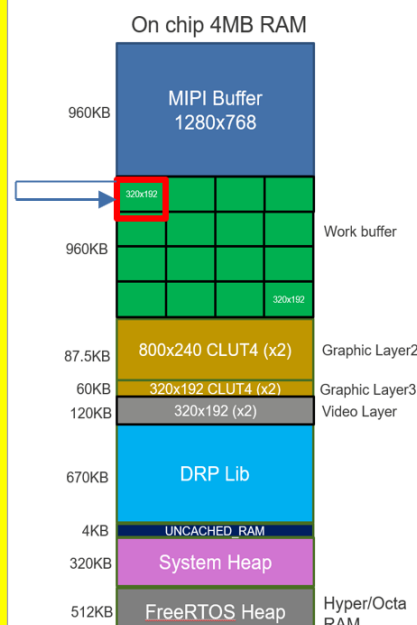 On chip 4MB RAM
MIPI Buffer
1280x768
960KB
320x192
Work buffer
960KB
320x192
800x240 CLUT4 (x2)
Graphic Layer2
87.5KB
60KB
320x192 CLUT4 (x2)
Graphic Layer3
120KB
320x192 (x2)
Video Layer
670KB
DRP Lib
4KB
UNCACHED_RAM
320KB
System Heap
512KB
FreeRTOS Heap
Hyper/Octa
RAM